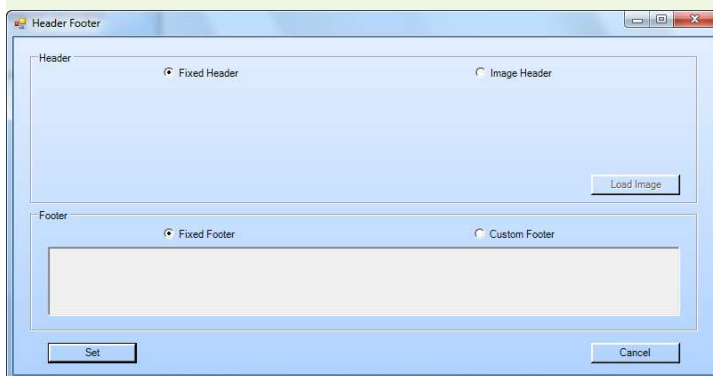 Header Footer
Header
Fixed Header
Image Header
Load Image
Footer
Fixed Footer
Custom Footer
Set
Cancel